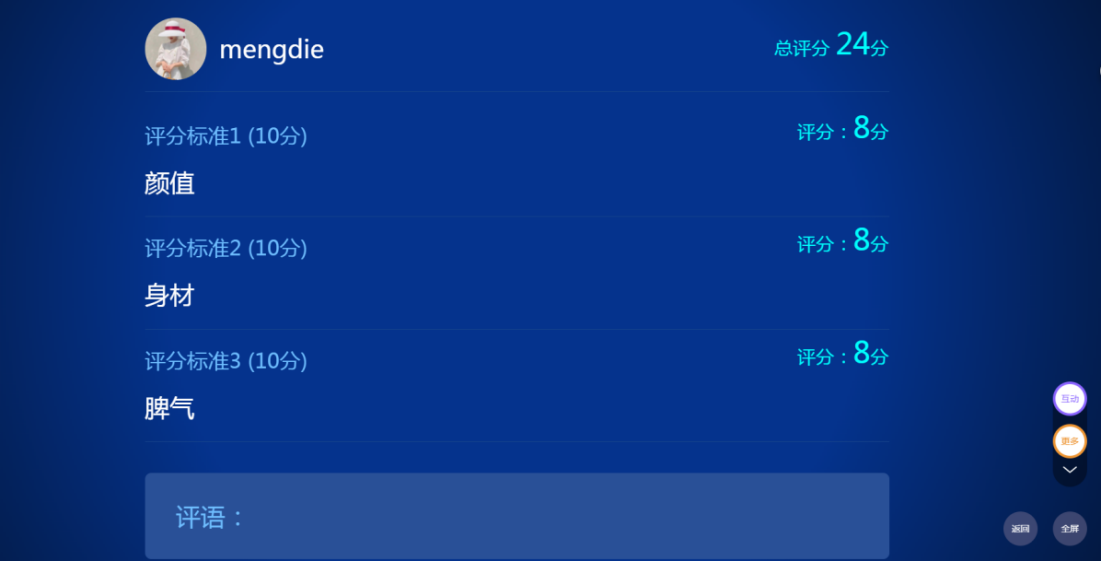 mengdie
总评分 24分
评分标准1 (10分)
评分：8分
颜值
评分标准2 (10分)
评分：8分
身材
评分标准3 (10分)
评分：8分
脾气
评语：
互动
更多
返回
全屏